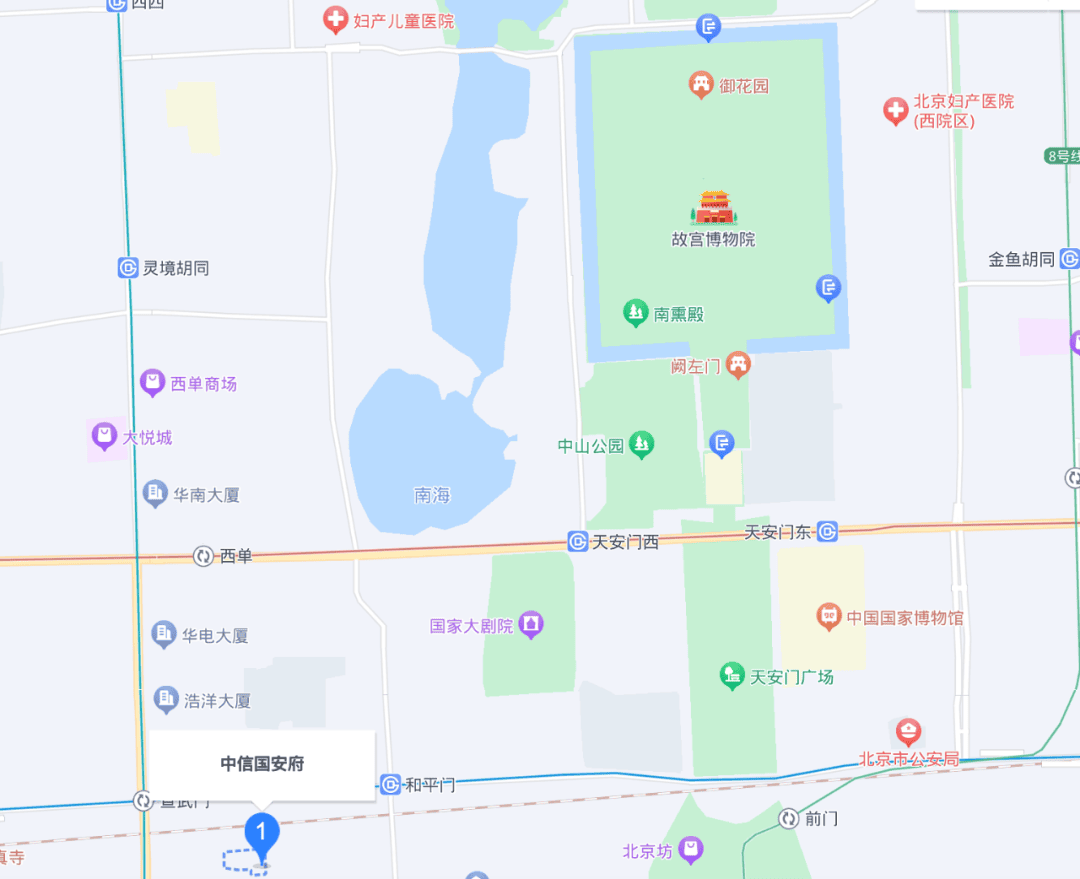 西四
妇产儿童医院
御花园
北京妇产医院
(西院区)
8号线
故宫博物院
金鱼胡同
灵境胡同
南熏殿
阙左门
西单商场
大悦城
中山公园
华南大厦
南海
天安门东
天安门西
西单
国家大剧院
中国国家博物馆
华电大厦
天安门广场
浩洋大厦
北京市公安局
中信国安府
和平门
宣武门
前门
1
北京坊
真寺